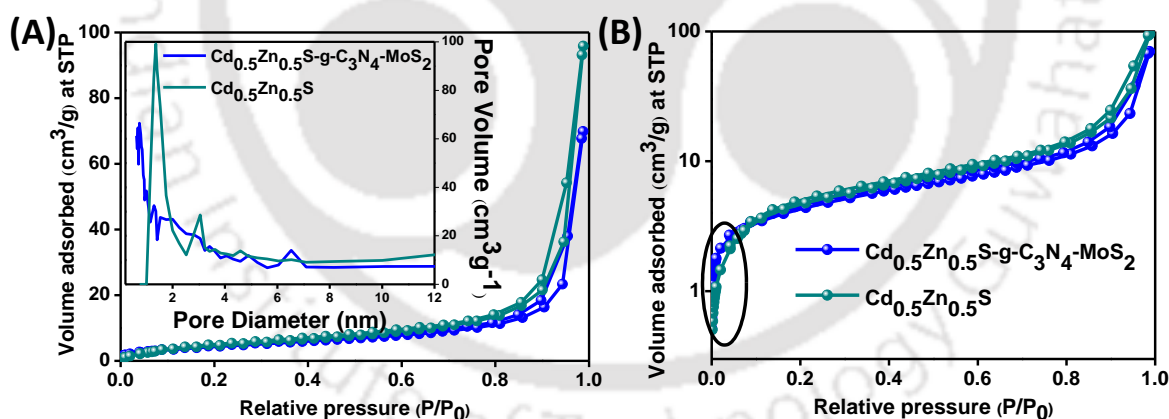 (A)
100
80
60
40
20
0
Volume adsorbed (cm³/g) at STP
Cd₀.₅Zn₀.₅S-g-C₃N₄-MoS₂
Cd₀.₅Zn₀.₅S
100
80
60
40
20
0
Pore Volume (cm³g⁻¹)
2 4 6 8 10 12
Pore Diameter (nm)
0.0 0.2 0.4 0.6 0.8 1.0
Relative pressure (P/P₀)
(B)
100
10
1
Volume adsorbed (cm³/g) at STP
Cd₀.₅Zn₀.₅S-g-C₃N₄-MoS₂
Cd₀.₅Zn₀.₅S
0.0 0.2 0.4 0.6 0.8 1.0
Relative pressure (P/P₀)